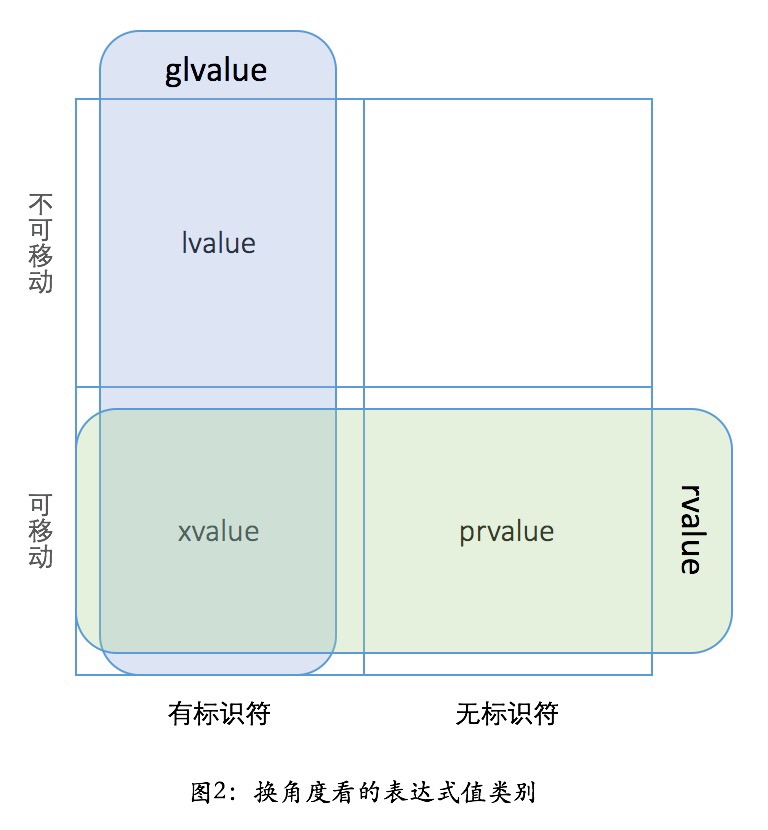 glvalue
不可移动
lvalue
可移动
xvalue
prvalue
rvalue
有标识符
无标识符
图2：换角度看的表达式值类别